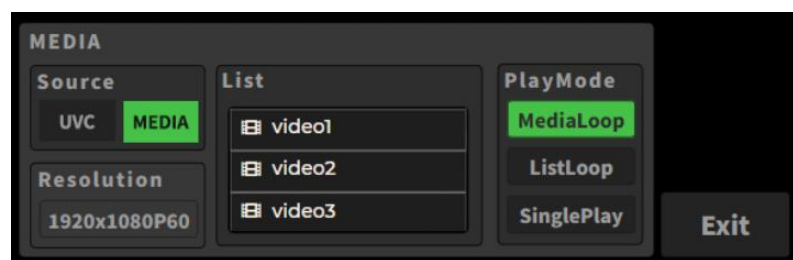 MEDIA
Source
UVC MEDIA
Resolution
1920x1080P60
List
video1
video2
video3
PlayMode
MediaLoop
ListLoop
SinglePlay
Exit